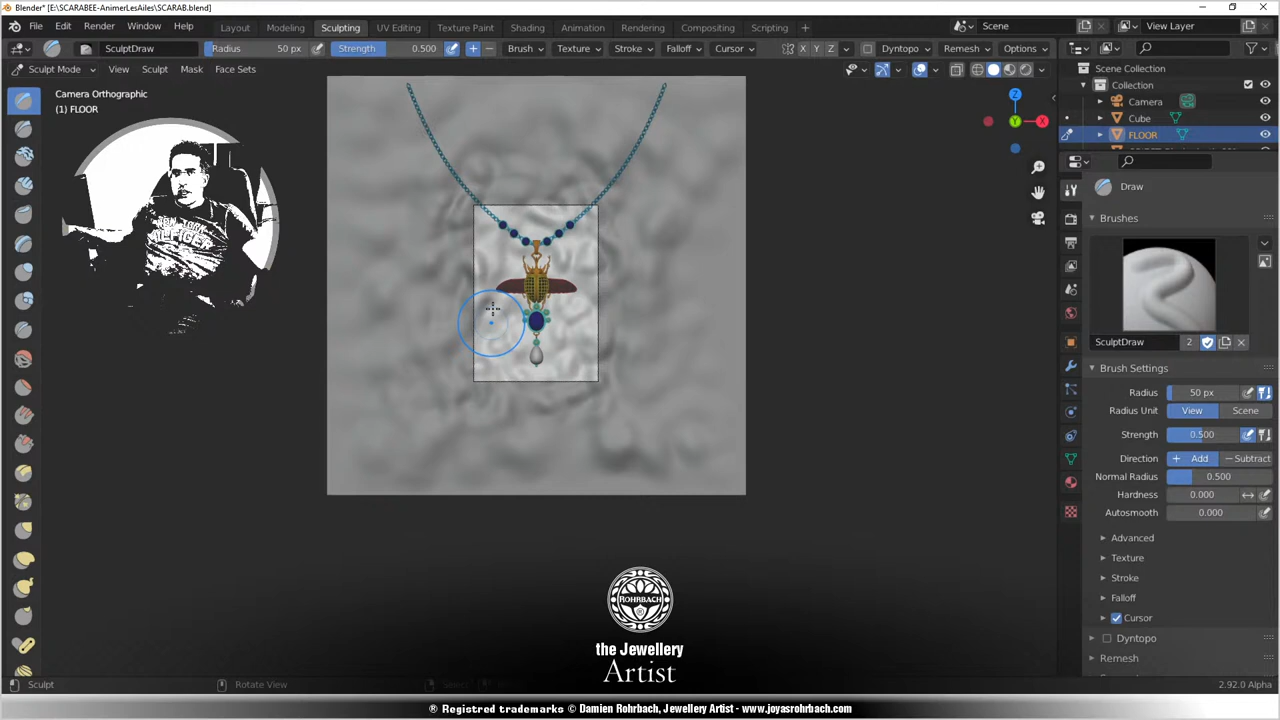 Blender* [E:\SCARABEE-AnimerLesAiles\SCARAB.blend]
File Edit Render Window Help Layout Modeling Sculpting UV Editing Texture Paint Shading Animation Rendering Compositing Scripting Scene View Layer
SculptDraw Radius 50 px Strength 0.500 Brush Texture Stroke Falloff Cursor X Y Z Dyntopo Remesh Options
Sculpt Mode View Sculpt Mask Face Sets
Scene Collection
Collection
Camera
Cube
FLOOR
Camera Orthographic
(1) FLOOR
Z
Y
X
NEW YORK
HILFIGER
Draw
Brushes
SculptDraw 2
Brush Settings
Radius 50 px
Radius Unit View Scene
Strength 0.500
Direction + Add − Subtract
Normal Radius 0.500
Hardness 0.000
Autosmooth 0.000
Advanced
Texture
Stroke
Falloff
Cursor
Dyntopo
Remesh
ROHRBACH
the Jewellery
Artist
Sculpt Rotate View Select 2.92.0 Alpha
® Registered trademarks © Damien Rohrbach, Jewellery Artist - www.joyasrohrbach.com